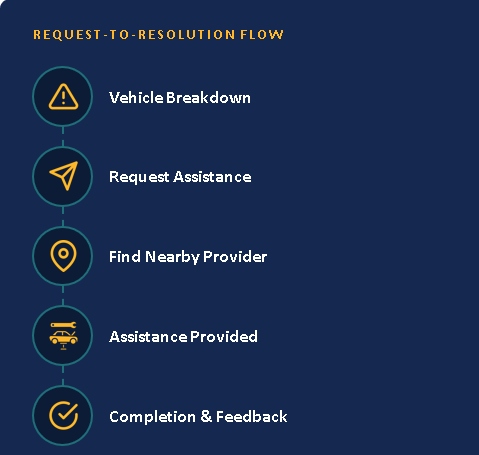 REQUEST-TO-RESOLUTION FLOW
Vehicle Breakdown
Request Assistance
Find Nearby Provider
Assistance Provided
Completion & Feedback